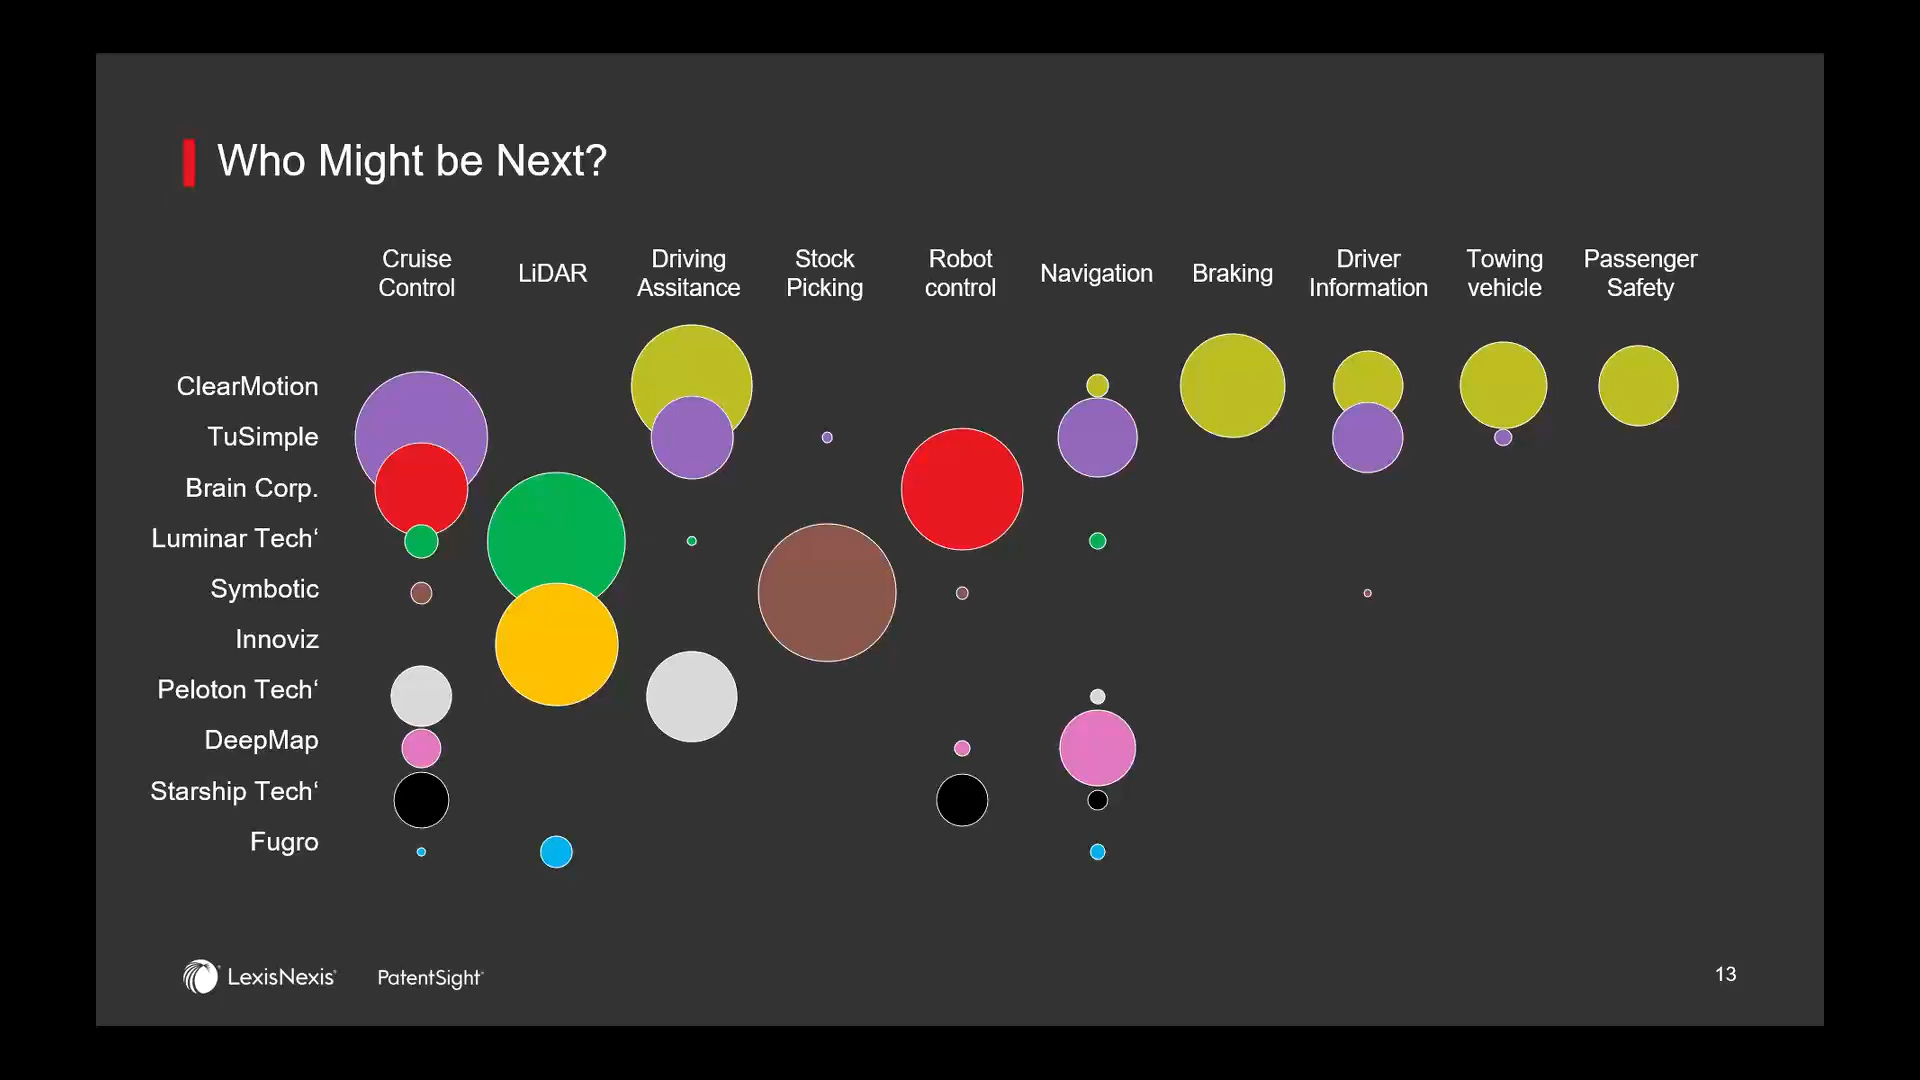 Who Might be Next?
Cruise
Control
LiDAR
Driving
Assitance
Stock
Picking
Robot
control
Navigation
Braking
Driver
Information
Towing
vehicle
Passenger
Safety
ClearMotion
TuSimple
Brain Corp.
Luminar Tech‘
Symbotic
Innoviz
Peloton Tech‘
DeepMap
Starship Tech‘
Fugro
LexisNexis
PatentSight
13